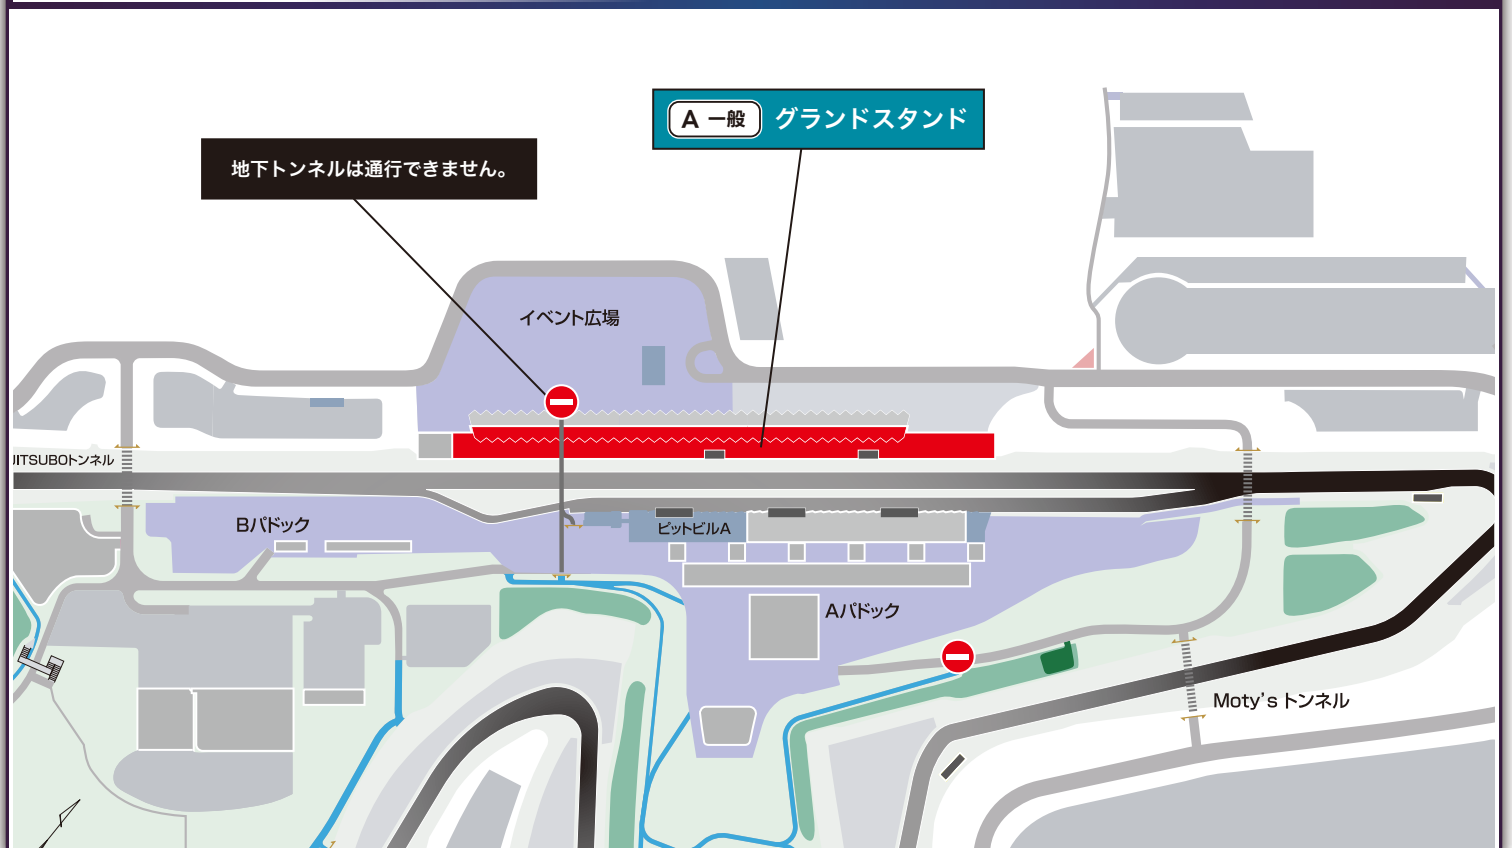 A 一般 グランドスタンド
地下トンネルは通行できません。
イベント広場
JITSUBOトンネル
Bパドック
ピットビルA
Aパドック
Moty's トンネル